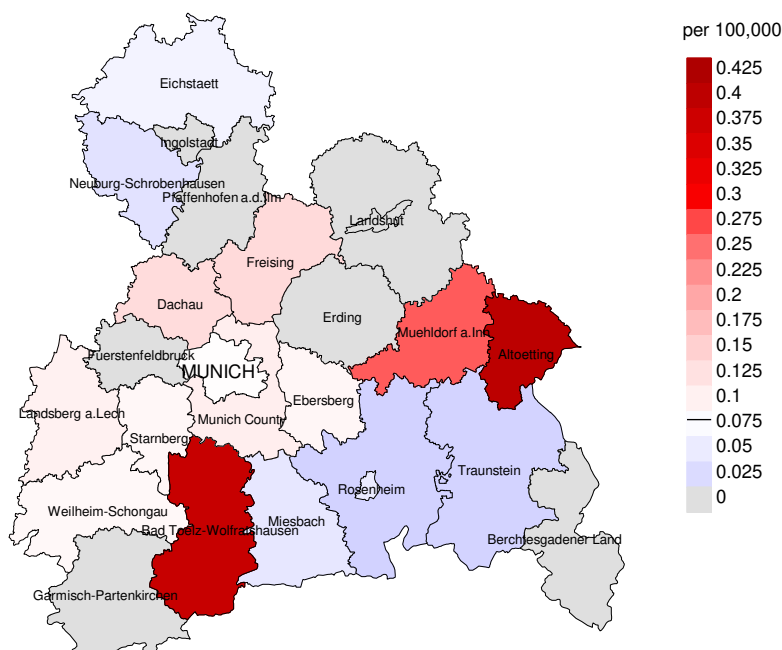 per 100,000
0.425
0.4
0.375
0.35
0.325
0.3
0.275
0.25
0.225
0.2
0.175
0.15
0.125
0.1
0.075
0.05
0.025
0
Eichstaett
Ingolstadt
Neuburg-Schrobenhausen
Pfaffenhofen a.d.Ilm
Landshut
Freising
Dachau
Erding
Muehldorf a.Inn
Altoetting
Fuerstenfeldbruck
MUNICH
Ebersberg
Landsberg a.Lech
Munich County
Starnberg
Traunstein
Rosenheim
Weilheim-Schongau
Miesbach
Bad Toelz-Wolfratshausen
Berchtesgadener Land
Garmisch-Partenkirchen